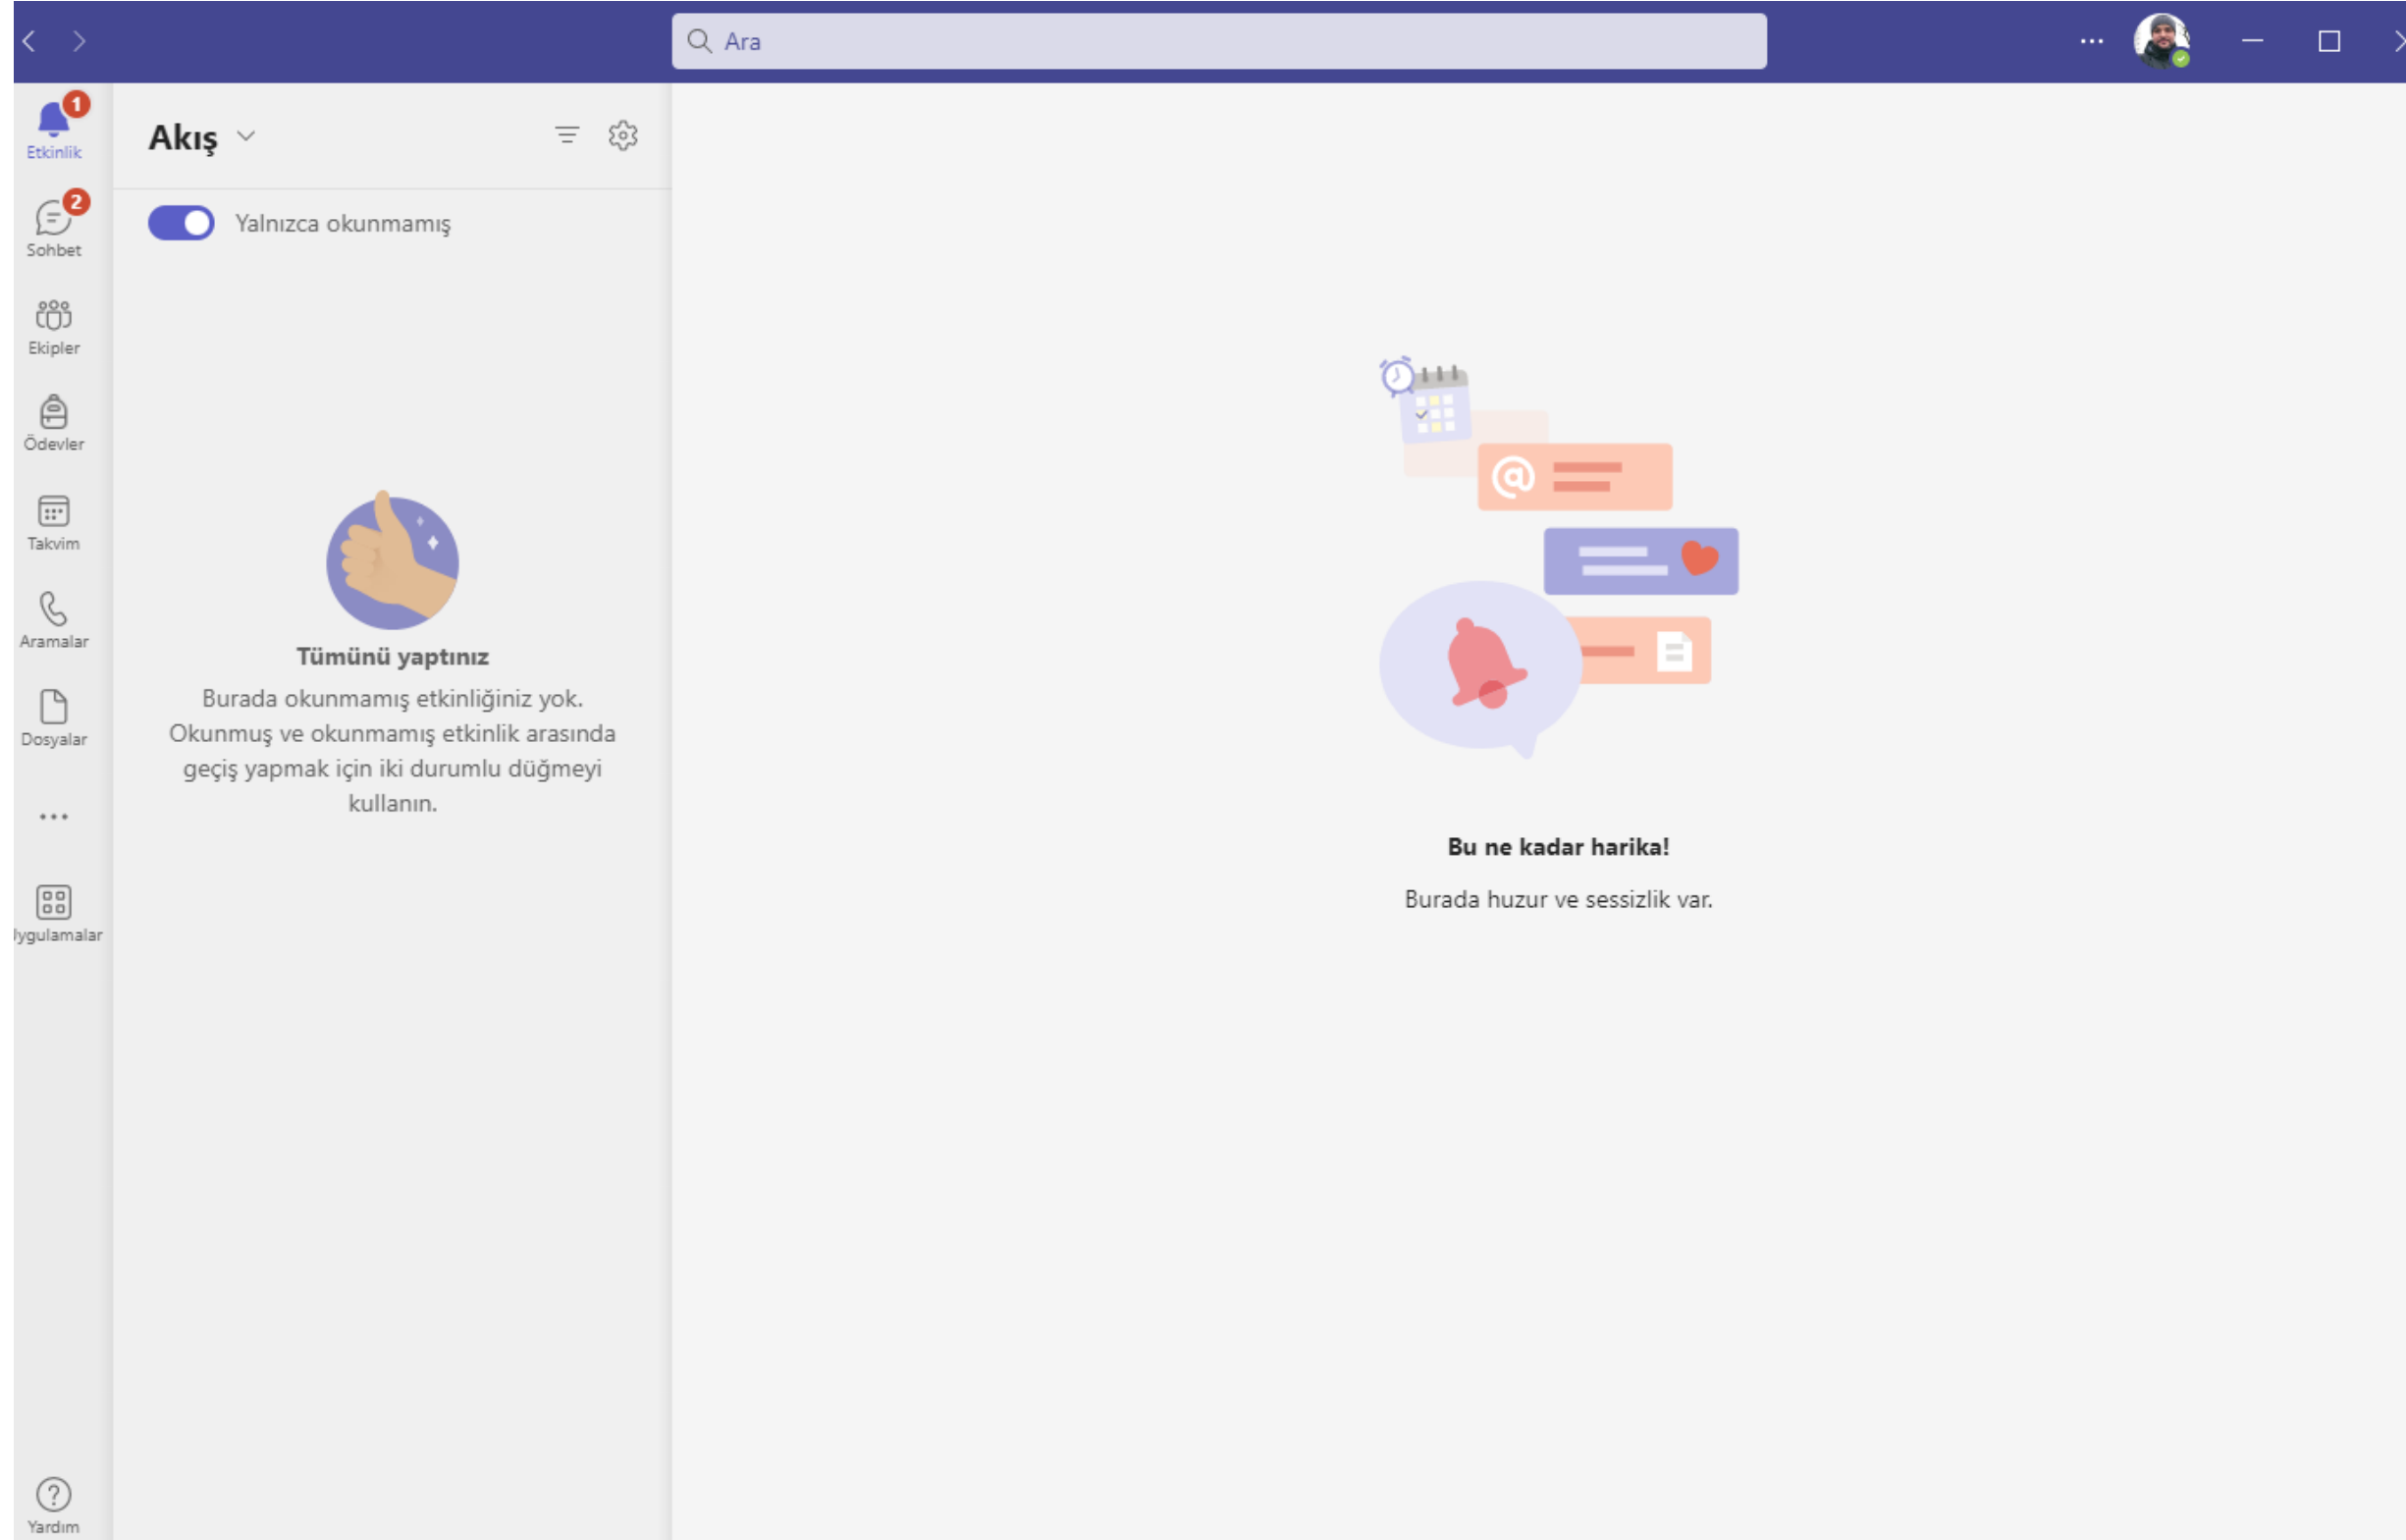 Ara
1
Etkinlik
2
Sohbet
Ekipler
Ödevler
Takvim
Aramalar
Dosyalar
Uygulamalar
Yardım
Akış
Yalnızca okunmamış
Tümünü yaptınız
Burada okunmamış etkinliğiniz yok.
Okunmuş ve okunmamış etkinlik arasında
geçiş yapmak için iki durumlu düğmeyi
kullanın.
@
Bu ne kadar harika!
Burada huzur ve sessizlik var.